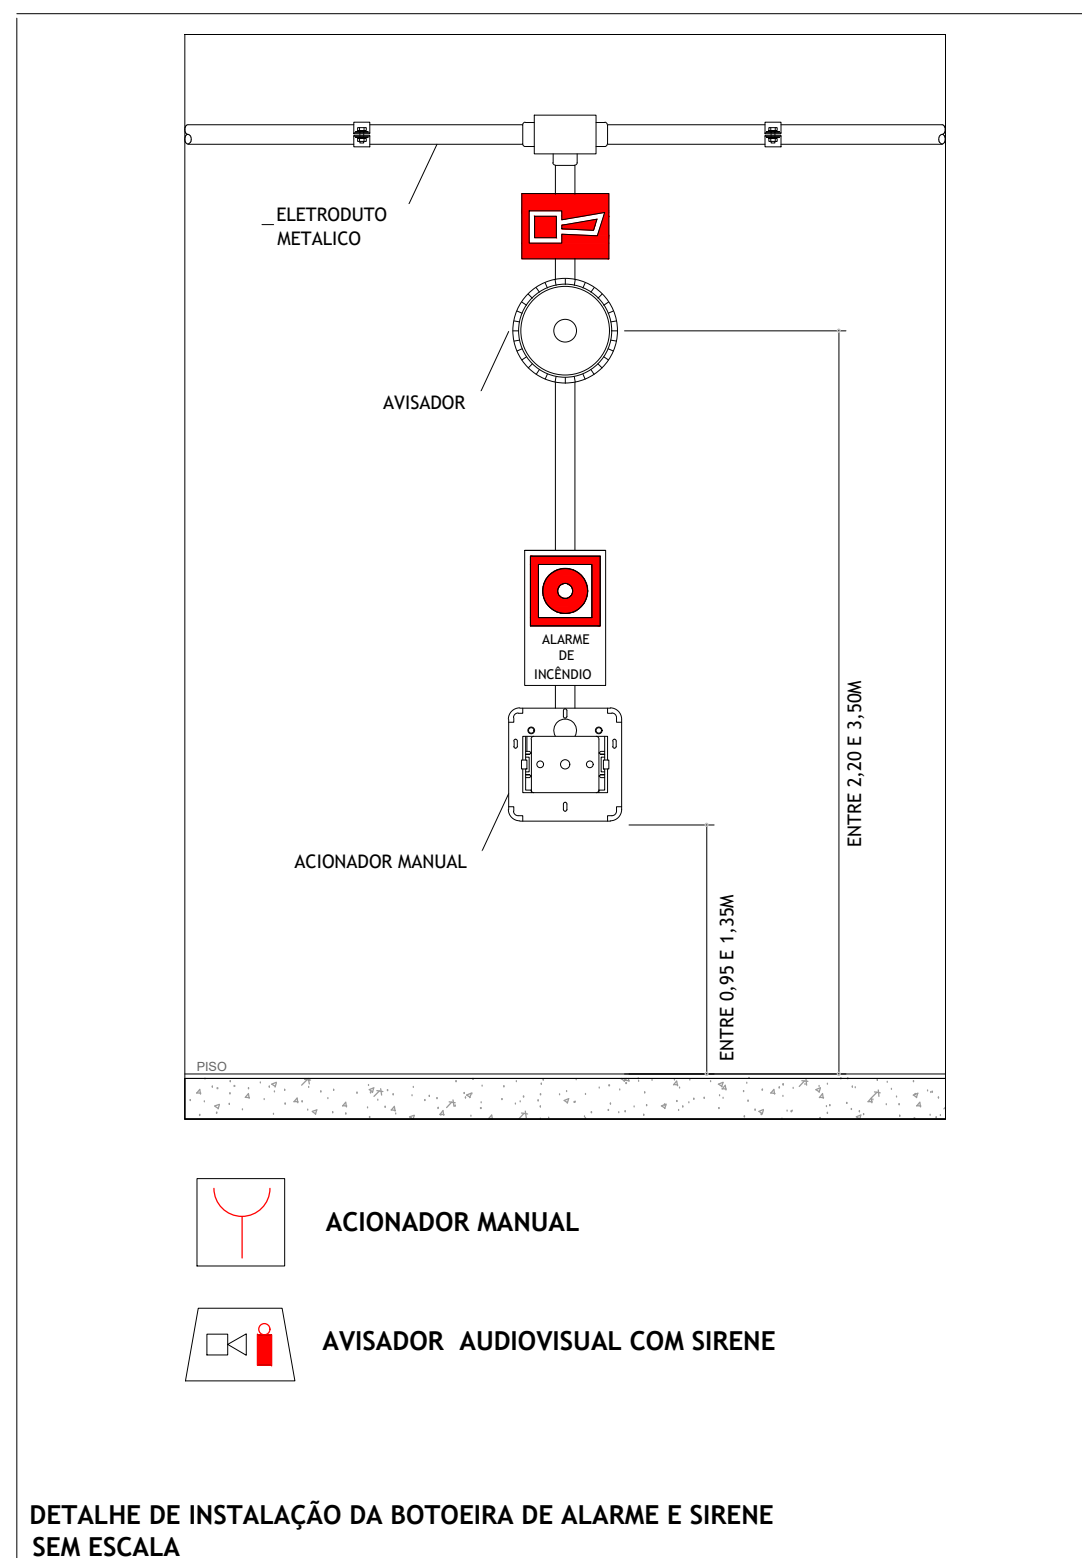 _ELETRODUTO
METALICO
AVISADOR
ALARME
DE
INCÊNDIO
ENTRE 2,20 E 3,50M
ACIONADOR MANUAL
ENTRE 0,95 E 1,35M
PISO
ACIONADOR MANUAL
AVISADOR AUDIOVISUAL COM SIRENE
DETALHE DE INSTALAÇÃO DA BOTOEIRA DE ALARME E SIRENE
SEM ESCALA